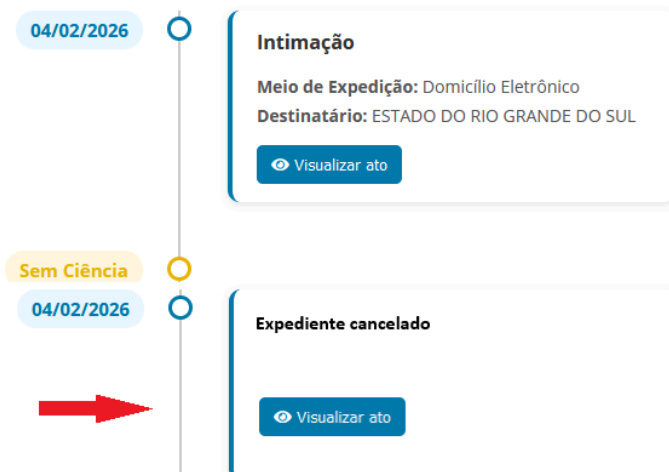 04/02/2026
Intimação
Meio de Expedição: Domicílio Eletrônico
Destinatário: ESTADO DO RIO GRANDE DO SUL
Visualizar ato
Sem Ciência
04/02/2026
Expediente cancelado
Visualizar ato